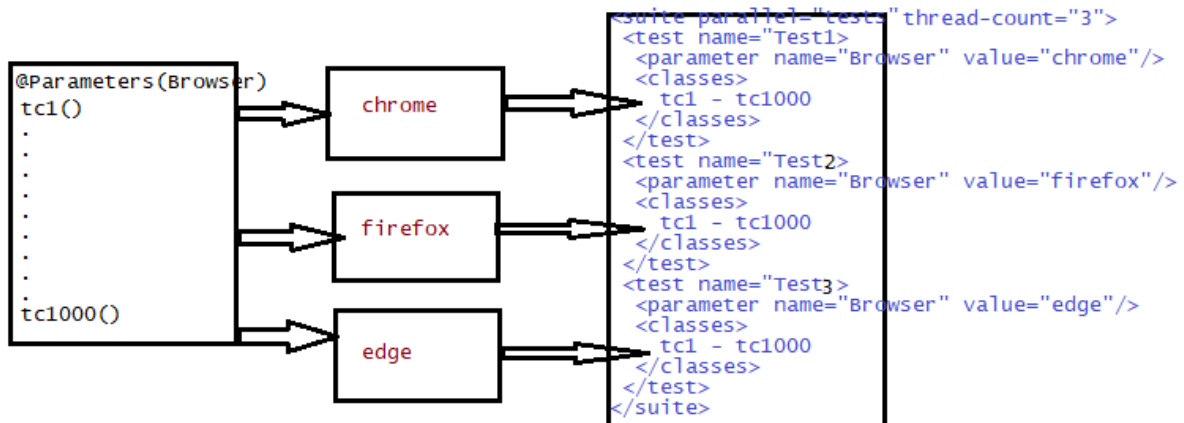 @Parameters(Browser)
tc1()
.
.
.
.
.
.
.
.
.
tc1000()
chrome
firefox
edge
<suite parallel="tests"thread-count="3">
<test name="Test1>
<parameter name="Browser" value="chrome"/>
<classes>
tc1 - tc1000
</classes>
</test>
<test name="Test2>
<parameter name="Browser" value="firefox"/>
<classes>
tc1 - tc1000
</classes>
</test>
<test name="Test3>
<parameter name="Browser" value="edge"/>
<classes>
tc1 - tc1000
</classes>
</test>
</suite>